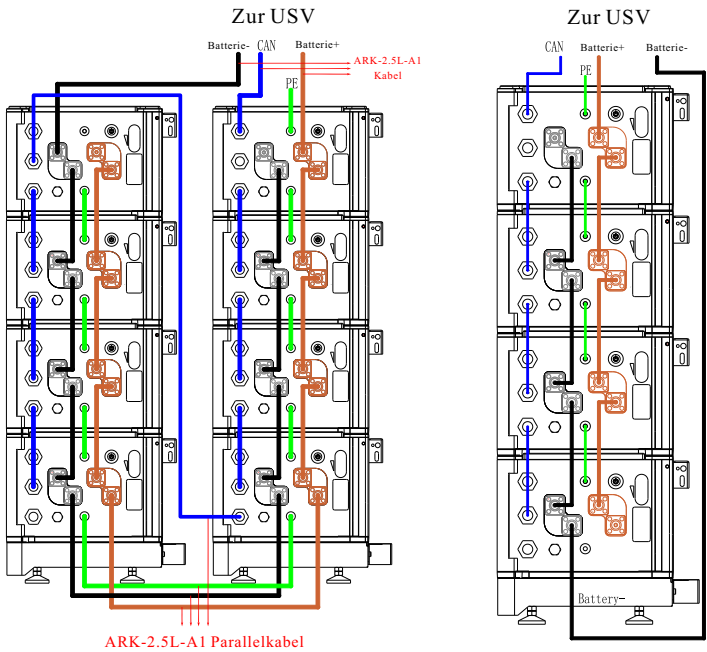 Zur USV
Batterie- CAN Batterie+
ARK-2.5L-A1
Kabel
PE
ARK-2.5L-A1 Parallelkabel
Zur USV
CAN Batterie+ Batterie-
PE
Battery-